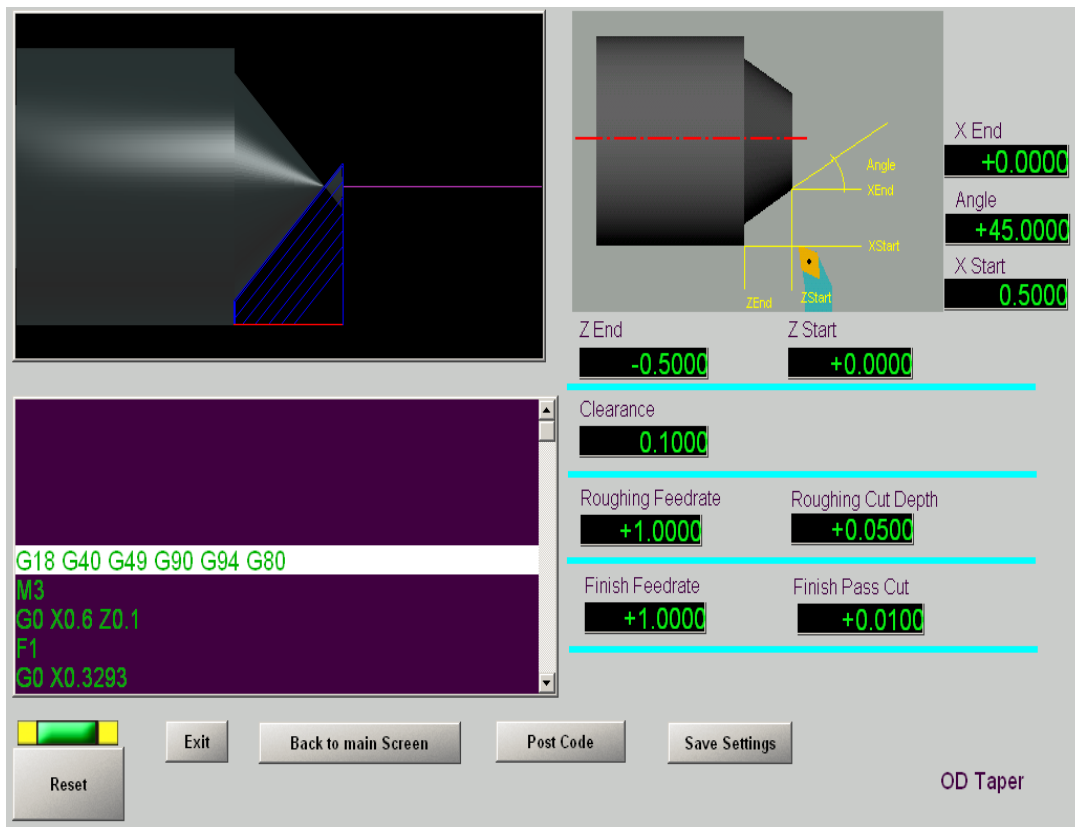 Angle
XEnd
XStart
ZEnd
ZStart
X End
+0.0000
Angle
+45.0000
X Start
0.5000
Z End
Z Start
-0.5000
+0.0000
Clearance
0.1000
Roughing Feedrate
Roughing Cut Depth
+1.0000
+0.0500
Finish Feedrate
Finish Pass Cut
+1.0000
+0.0100
G18 G40 G49 G90 G94 G80
M3
G0 X0.6 Z0.1
F1
G0 X0.3293
Exit
Back to main Screen
Post Code
Save Settings
Reset
OD Taper